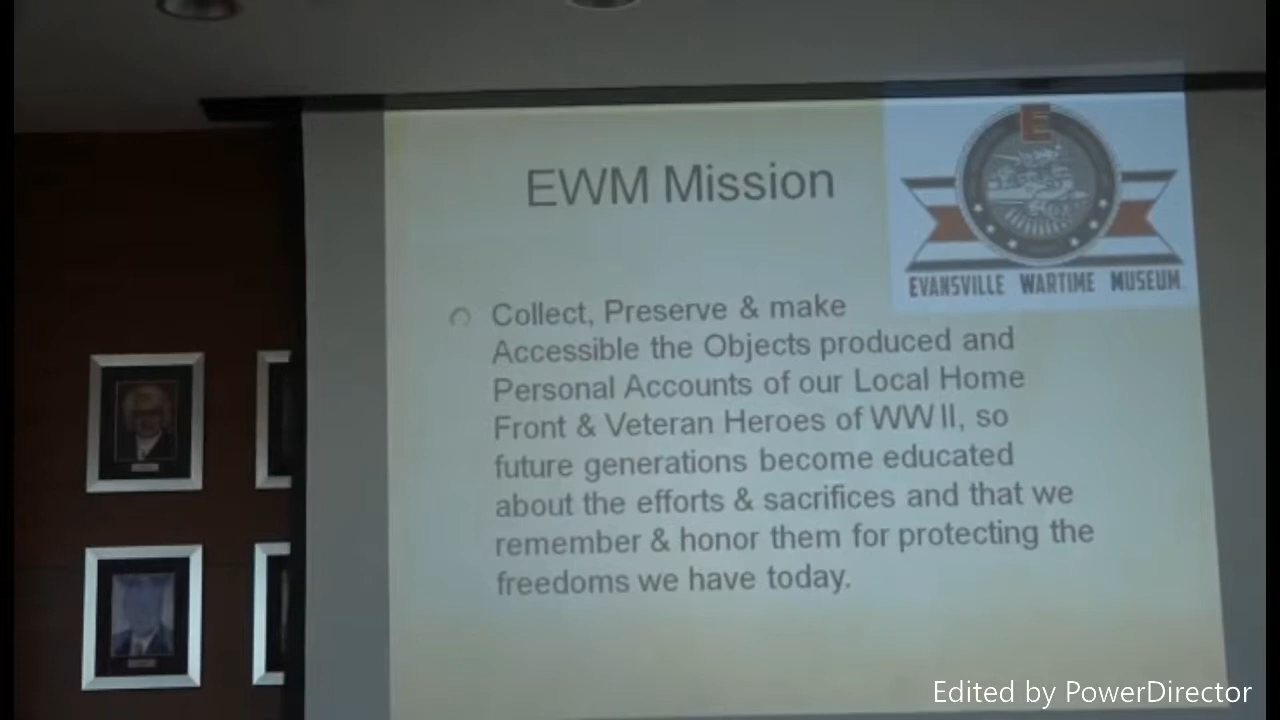 E
EWM Mission
EVANSVILLE WARTIME MUSEUM
Collect, Preserve & make
Accessible the Objects produced and
Personal Accounts of our Local Home
Front & Veteran Heroes of WWII, so
future generations become educated
about the efforts & sacrifices and that we
remember & honor them for protecting the
freedoms we have today.
Edited by PowerDirector